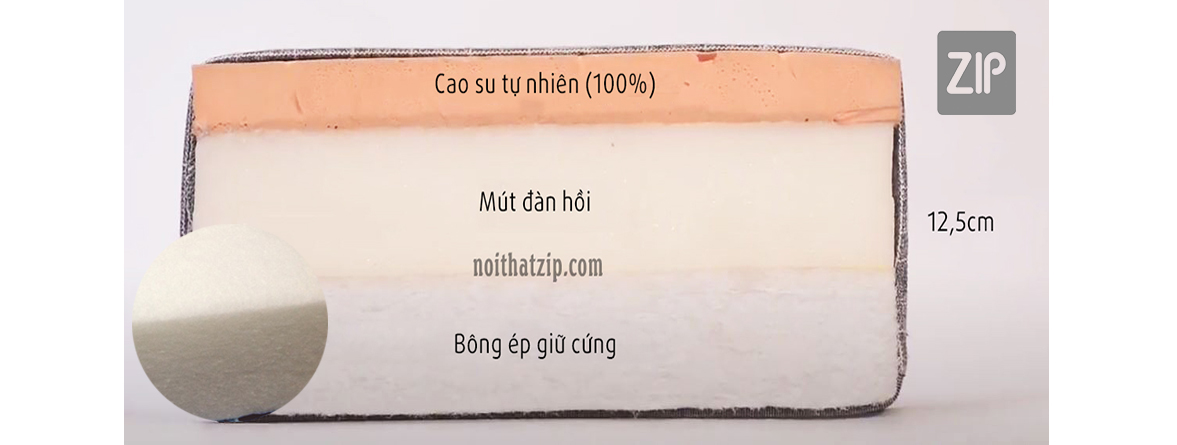 Cao su tự nhiên (100%)
ZIP
Mút đàn hồi
12,5cm
noithatzip.com
Bông ép giữ cứng